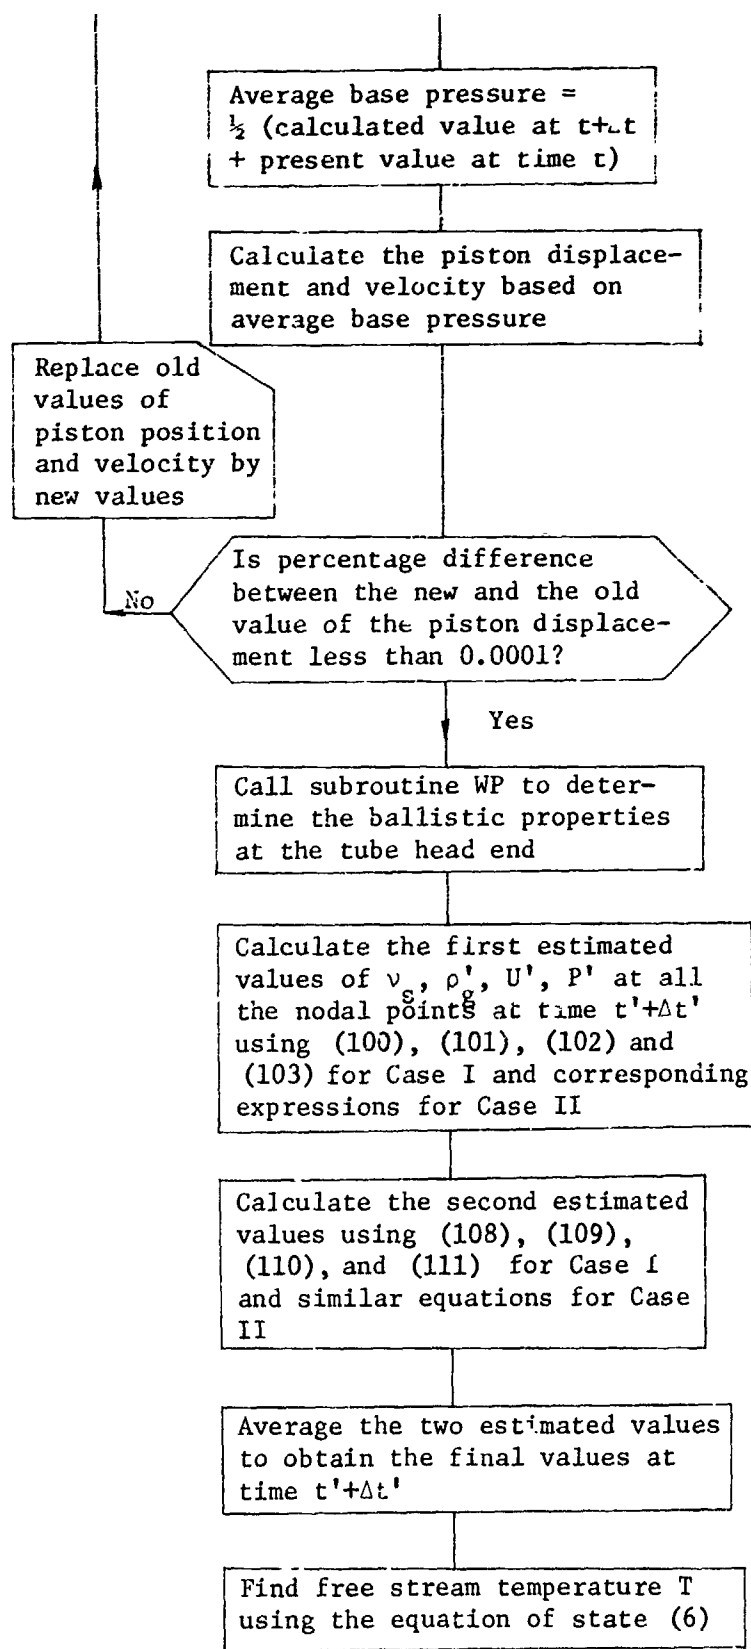 Average base pressure =
½ (calculated value at t+Δt
+ present value at time t)
Calculate the piston displace-
ment and velocity based on
average base pressure
Replace old
values of
piston position
and velocity by
new values
Is percentage difference
between the new and the old
value of the piston displace-
ment less than 0.0001?
No
Yes
Call subroutine WP to deter-
mine the ballistic properties
at the tube head end
Calculate the first estimated
values of νs, ρg', U', P' at all
the nodal points at time t'+Δt'
using (100), (101), (102) and
(103) for Case I and corresponding
expressions for Case II
Calculate the second estimated
values using (108), (109),
(110), and (111) for Case I
and similar equations for Case
II
Average the two estimated values
to obtain the final values at
time t'+Δt'
Find free stream temperature T
using the equation of state (6)